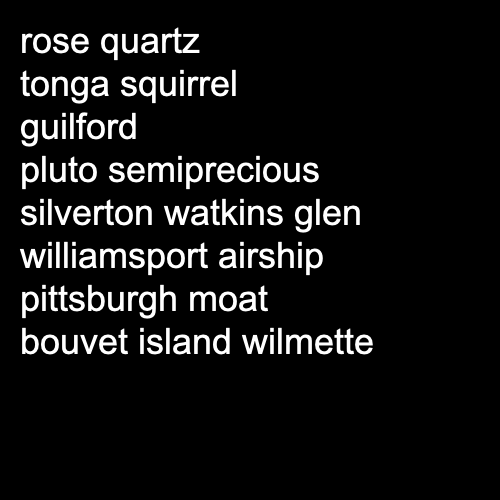 rose quartz
tonga squirrel
guilford
pluto semiprecious
silverton watkins glen
williamsport airship
pittsburgh moat
bouvet island wilmette